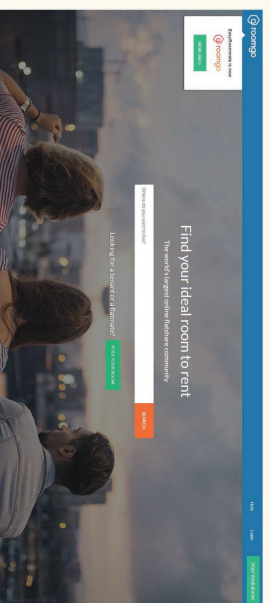 roomgo
Help
Login
POST YOUR ROOM
EasyRoommate is now
roomgo
MORE INFO
Find your ideal room to rent
The world's largest online flatshare community
Where do you want to live?
SEARCH
Looking for a tenant or a flatmate?
POST YOUR ROOM